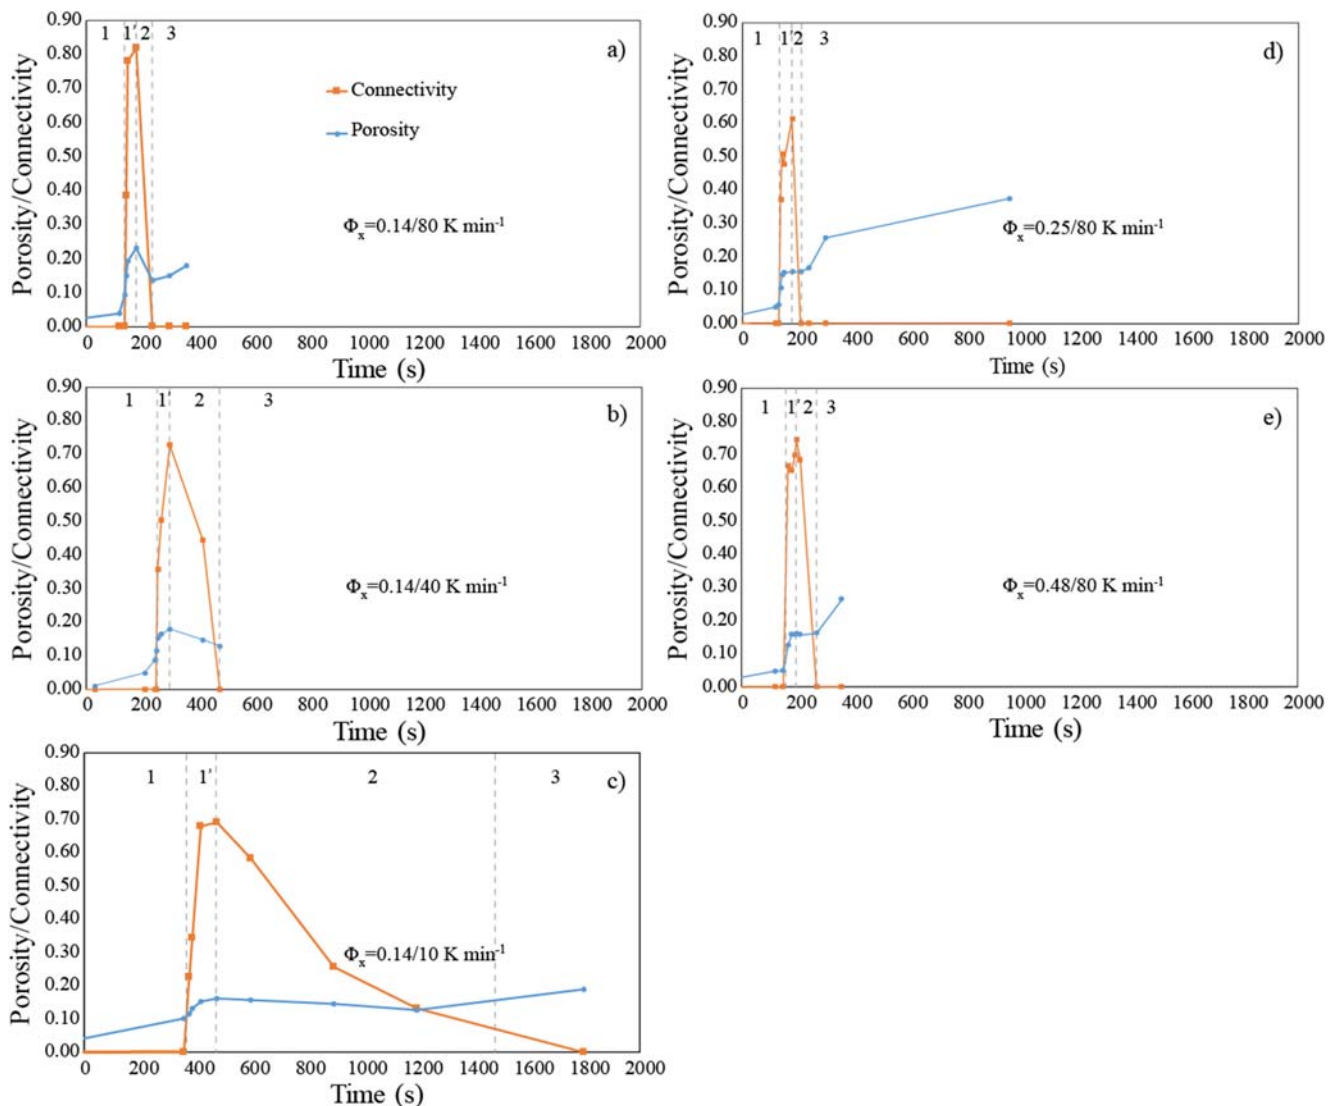 Porosity/Connectivity
0.90
0.80
0.70
0.60
0.50
0.40
0.30
0.20
0.10
0.00
1 1' 2 3
a)
Connectivity
Porosity
Φx=0.14/80 K min-1
0 200 400 600 800 1000 1200 1400 1600 1800 2000
Time (s)
Porosity/Connectivity
0.90
0.80
0.70
0.60
0.50
0.40
0.30
0.20
0.10
0.00
1 1' 2 3
d)
Φx=0.25/80 K min-1
0 200 400 600 800 1000 1200 1400 1600 1800 2000
Time (s)
Porosity/Connectivity
0.90
0.80
0.70
0.60
0.50
0.40
0.30
0.20
0.10
0.00
1 1' 2 3
b)
Φx=0.14/40 K min-1
0 200 400 600 800 1000 1200 1400 1600 1800 2000
Time (s)
Porosity/Connectivity
0.90
0.80
0.70
0.60
0.50
0.40
0.30
0.20
0.10
0.00
1 1' 2 3
e)
Φx=0.48/80 K min-1
0 200 400 600 800 1000 1200 1400 1600 1800 2000
Time (s)
Porosity/Connectivity
0.90
0.80
0.70
0.60
0.50
0.40
0.30
0.20
0.10
0.00
1 1' 2 3
c)
Φx=0.14/10 K min-1
0 200 400 600 800 1000 1200 1400 1600 1800 2000
Time (s)